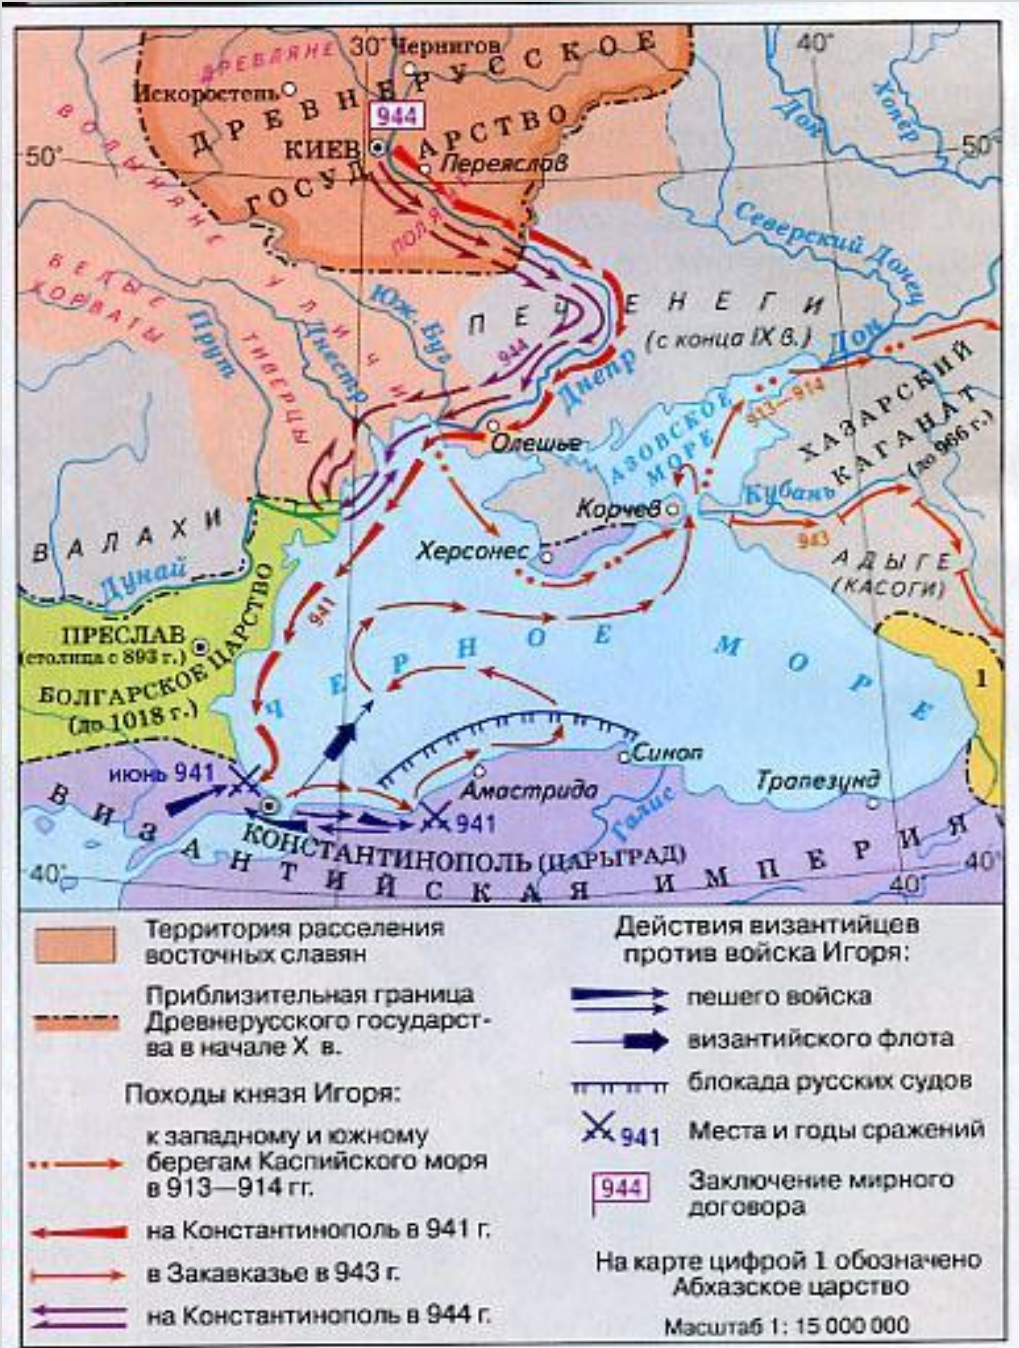 30°
Чернигов
40°
ДРЕВЛЯНЕ
Искоростень
ДРЕВНЕРУССКОЕ
ГОСУДАРСТВО
944
КИЕВ
Переяслав
ПОЛЯНЕ
ВОЛЫНЯНЕ
50°
50°
Дон
Хопёр
Северский Донец
БЕЛЫЕ
ХОРВАТЫ
УЛИЧИ
ТИВЕРЦЫ
Прут
Днестр
Юж. Буг
ПЕЧЕНЕГИ
(с конца IX в.)
944
Днепр
Дон
913—914
ХАЗАРСКИЙ
КАГАНАТ
(до 966 г.)
Олешье
АЗОВСКОЕ
МОРЕ
Кубань
Корчев
943
Херсонес
АДЫГЕ
(КАСОГИ)
ВАЛАХИ
Дунай
941
ПРЕСЛАВ
(столица с 893 г.)
БОЛГАРСКОЕ ЦАРСТВО
(до 1018 г.)
ЧЕРНОЕ МОРЕ
1
июнь 941
Синоп
Амастрида
Трапезунд
Галис
941
КОНСТАНТИНОПОЛЬ (ЦАРЬГРАД)
ВИЗАНТИЙСКАЯ ИМПЕРИЯ
40°
40°
40°
Территория расселения
восточных славян
Приблизительная граница
Древнерусского государст-
ва в начале X в.
Походы князя Игоря:
к западному и южному
берегам Каспийского моря
в 913—914 гг.
на Константинополь в 941 г.
в Закавказье в 943 г.
на Константинополь в 944 г.
Действия византийцев
против войска Игоря:
пешего войска
византийского флота
блокада русских судов
941
Места и годы сражений
944
Заключение мирного
договора
На карте цифрой 1 обозначено
Абхазское царство
Масштаб 1: 15 000 000